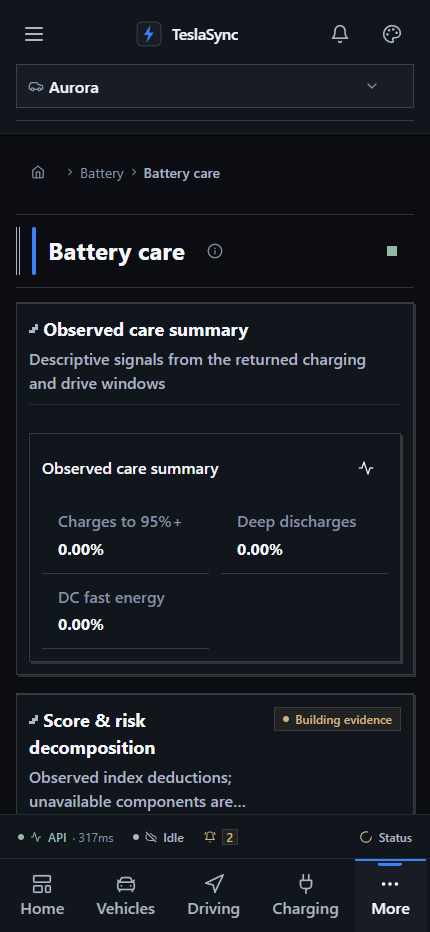 TeslaSync
Aurora
Battery
Battery care
Battery care
Observed care summary
Descriptive signals from the returned charging
and drive windows
Observed care summary
Charges to 95%+
Deep discharges
0.00%
0.00%
DC fast energy
0.00%
Score & risk
decomposition
Building evidence
Observed index deductions;
unavailable components are...
API · 317ms
Idle
2
Status
Home
Vehicles
Driving
Charging
More